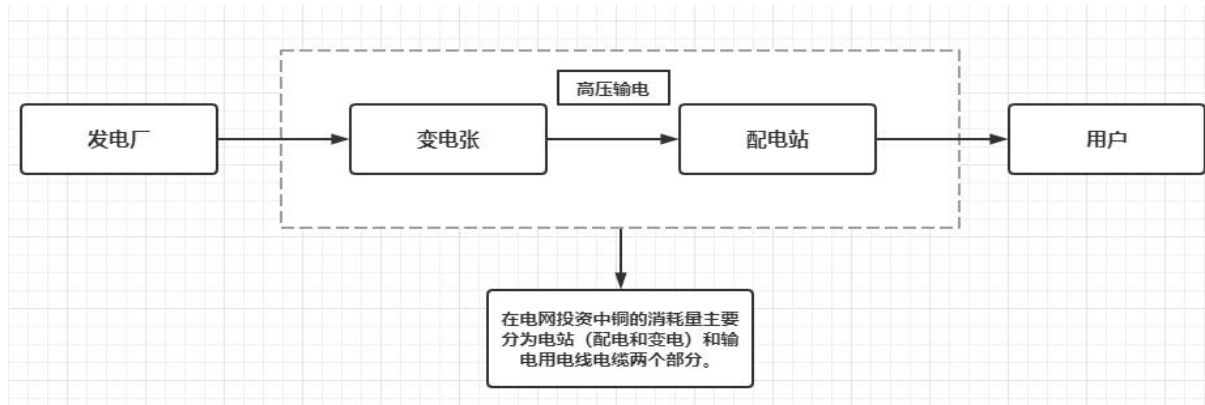 高压输电
发电厂
变电张
配电站
用户
在电网投资中铜的消耗量主要
分为电站（配电和变电）和输
电用电线电缆两个部分。